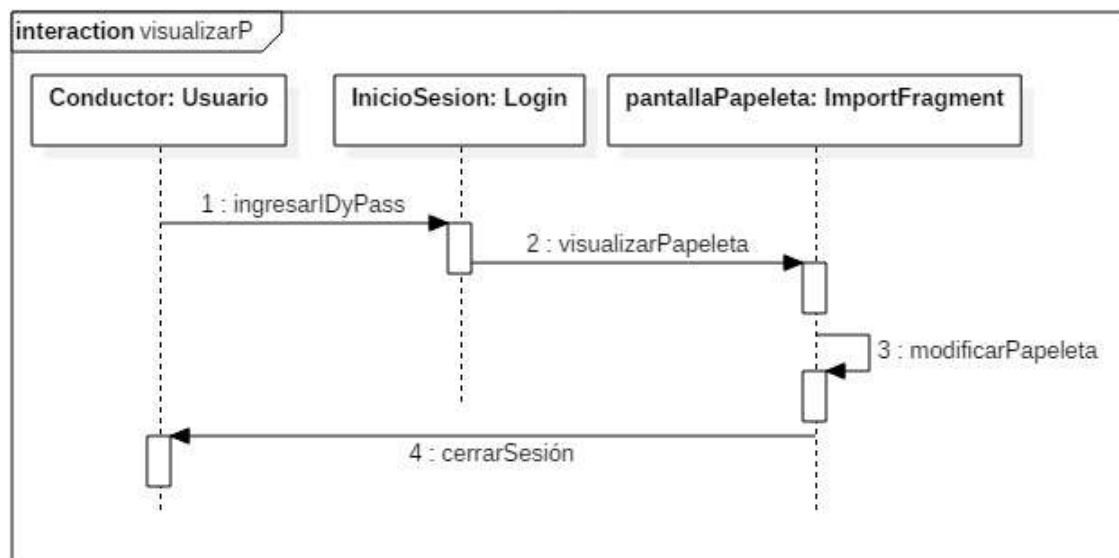 interaction visualizarP
Conductor: Usuario
InicioSesion: Login
pantallaPapeleta: ImportFragment
1 : ingresarIDyPass
2 : visualizarPapeleta
3 : modificarPapeleta
4 : cerrarSesión